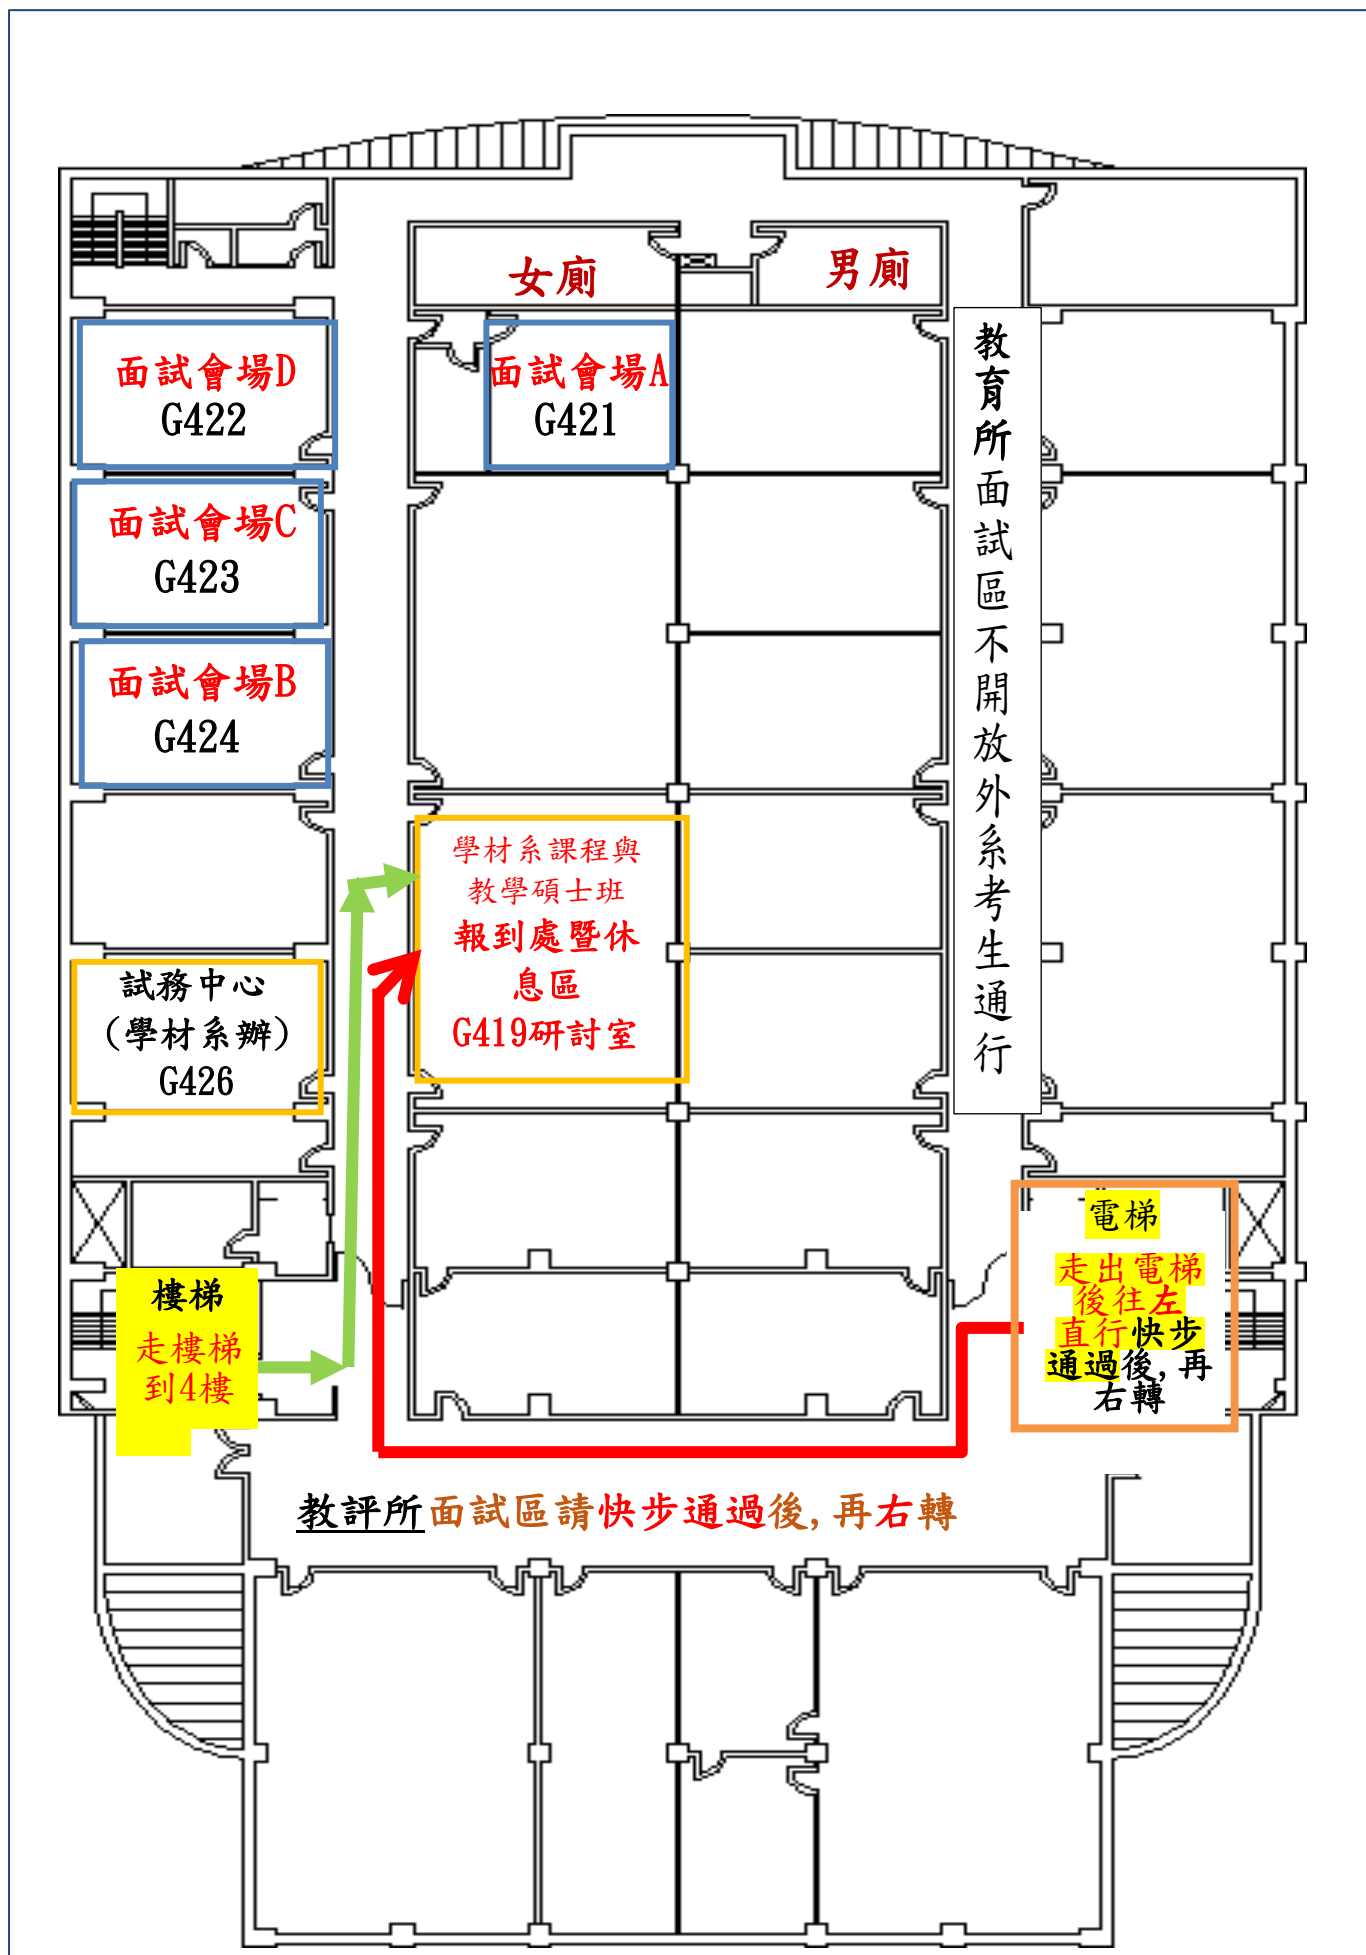 女廁
男廁
面試會場D
G422
面試會場A
G421
面試會場C
G423
面試會場B
G424
教育所面試區不開放外系考生通行
學材系課程與
教學碩士班
報到處暨休
息區
G419研討室
試務中心
(學材系辦)
G426
電梯
走出電梯
後往左
直行快步
通過後,再
右轉
樓梯
走樓梯
到4樓
教評所面試區請快步通過後,再右轉